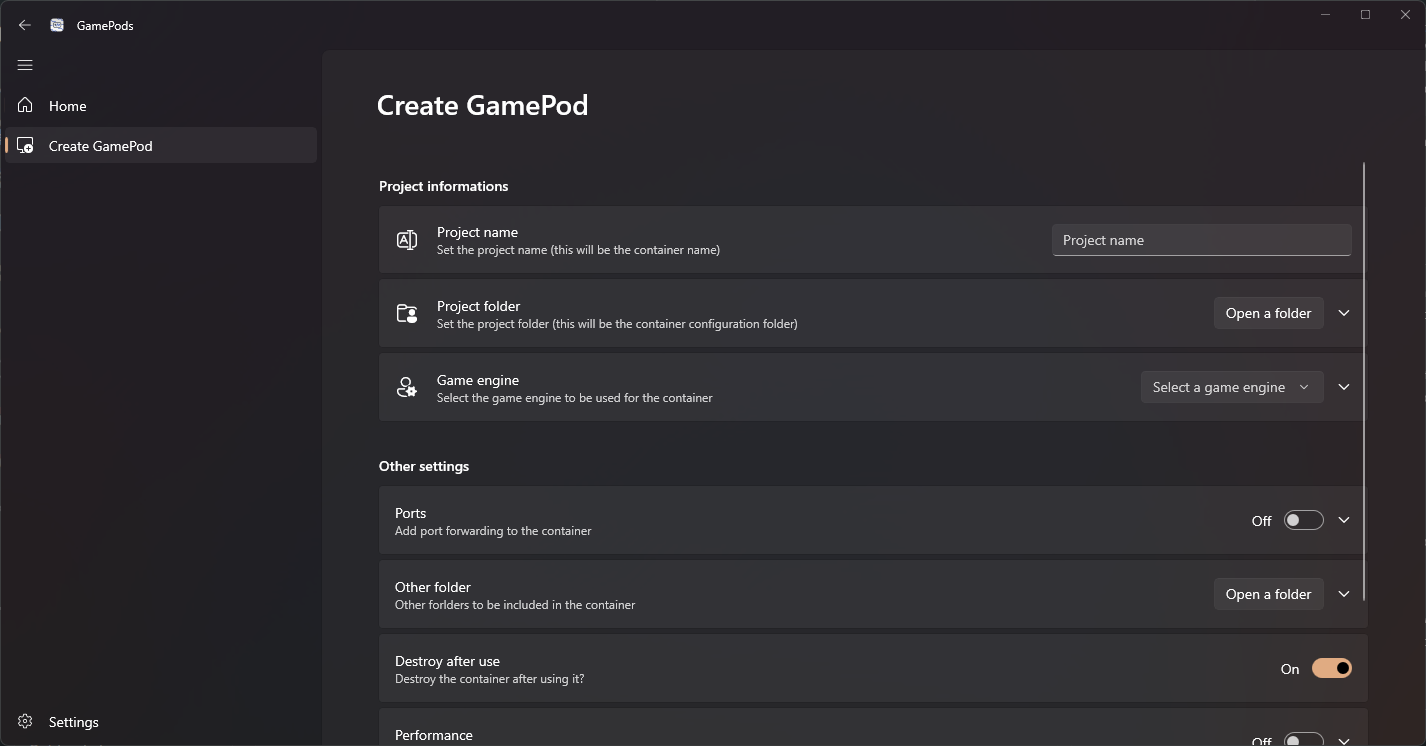 GamePods
Home
Create GamePod
Settings
Create GamePod
Project informations
Project name
Set the project name (this will be the container name)
Project name
Project folder
Set the project folder (this will be the container configuration folder)
Open a folder
Game engine
Select the game engine to be used for the container
Select a game engine
Other settings
Ports
Add port forwarding to the container
Off
Other folder
Other forlders to be included in the container
Open a folder
Destroy after use
Destroy the container after using it?
On
Performance
Off